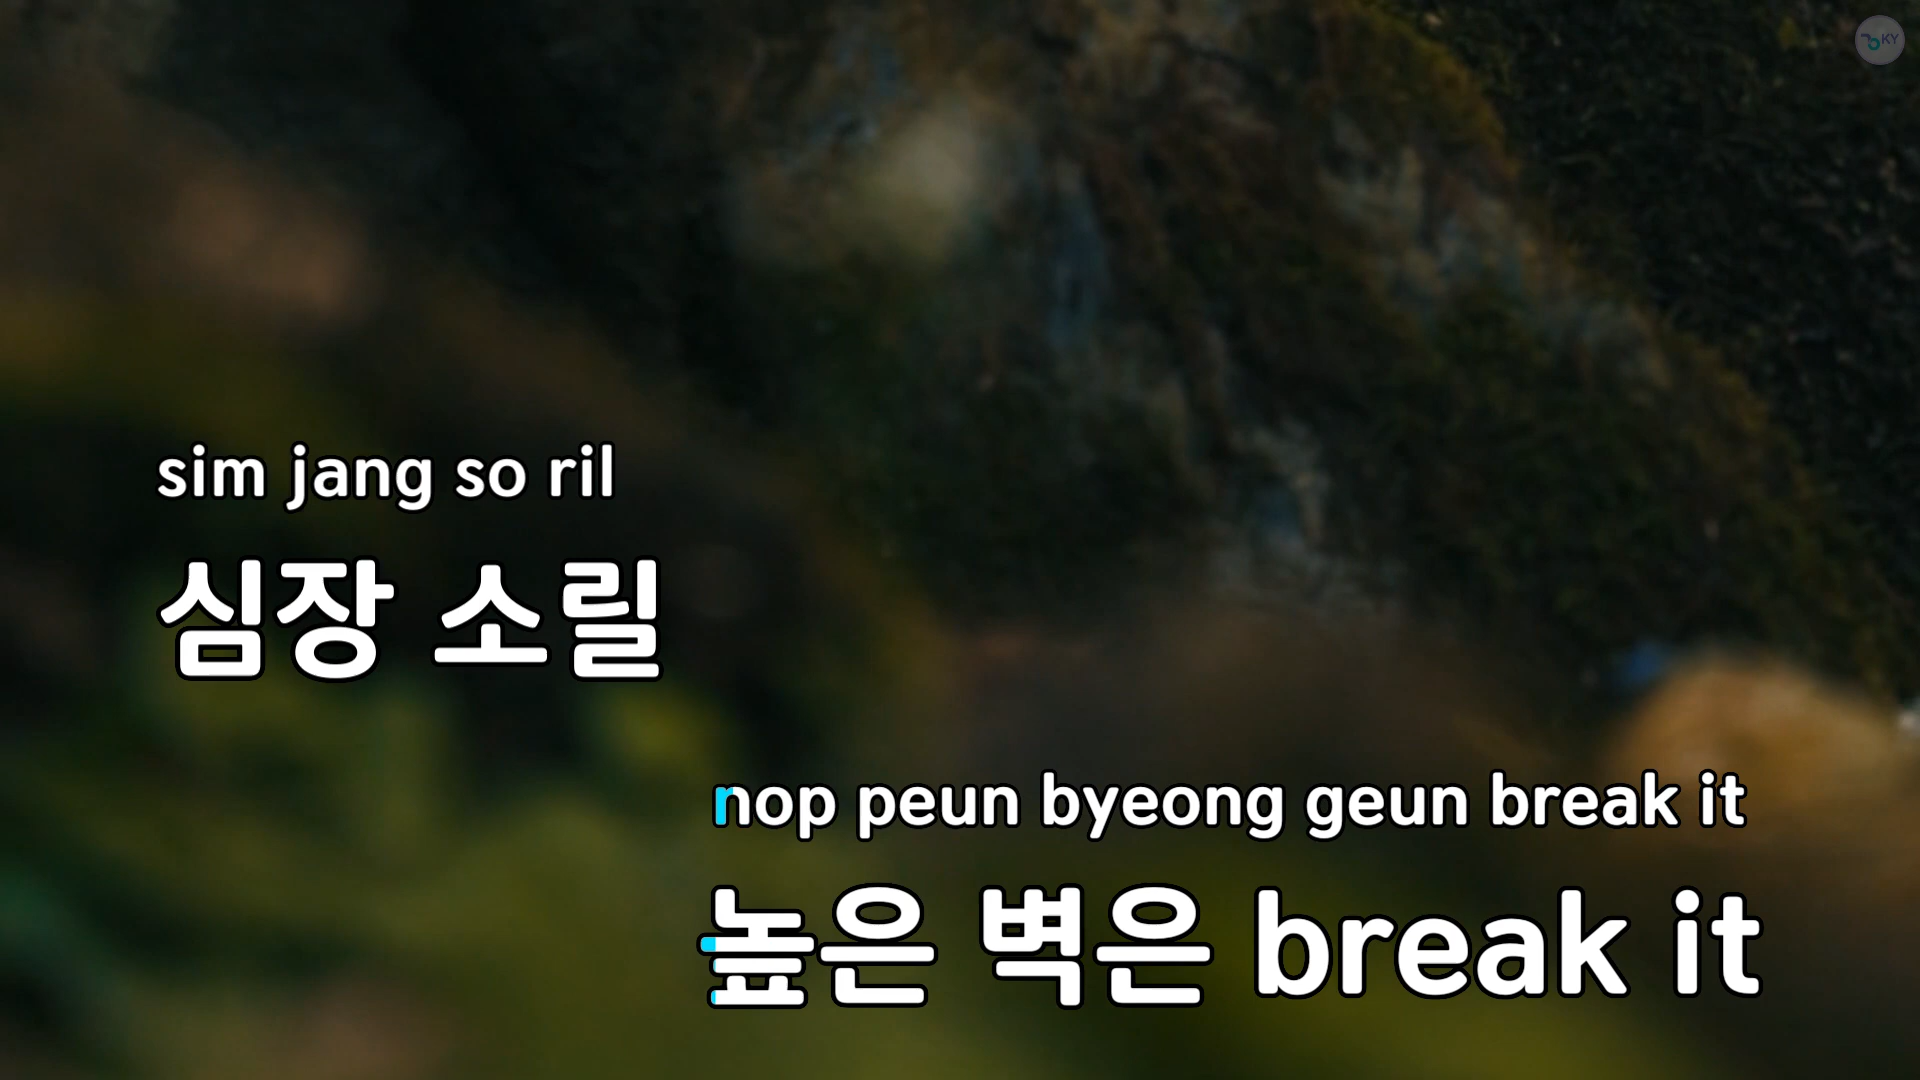 KY
sim jang so ril
심장 소릴
nop peun byeong geun break it
높은 벽은 break it